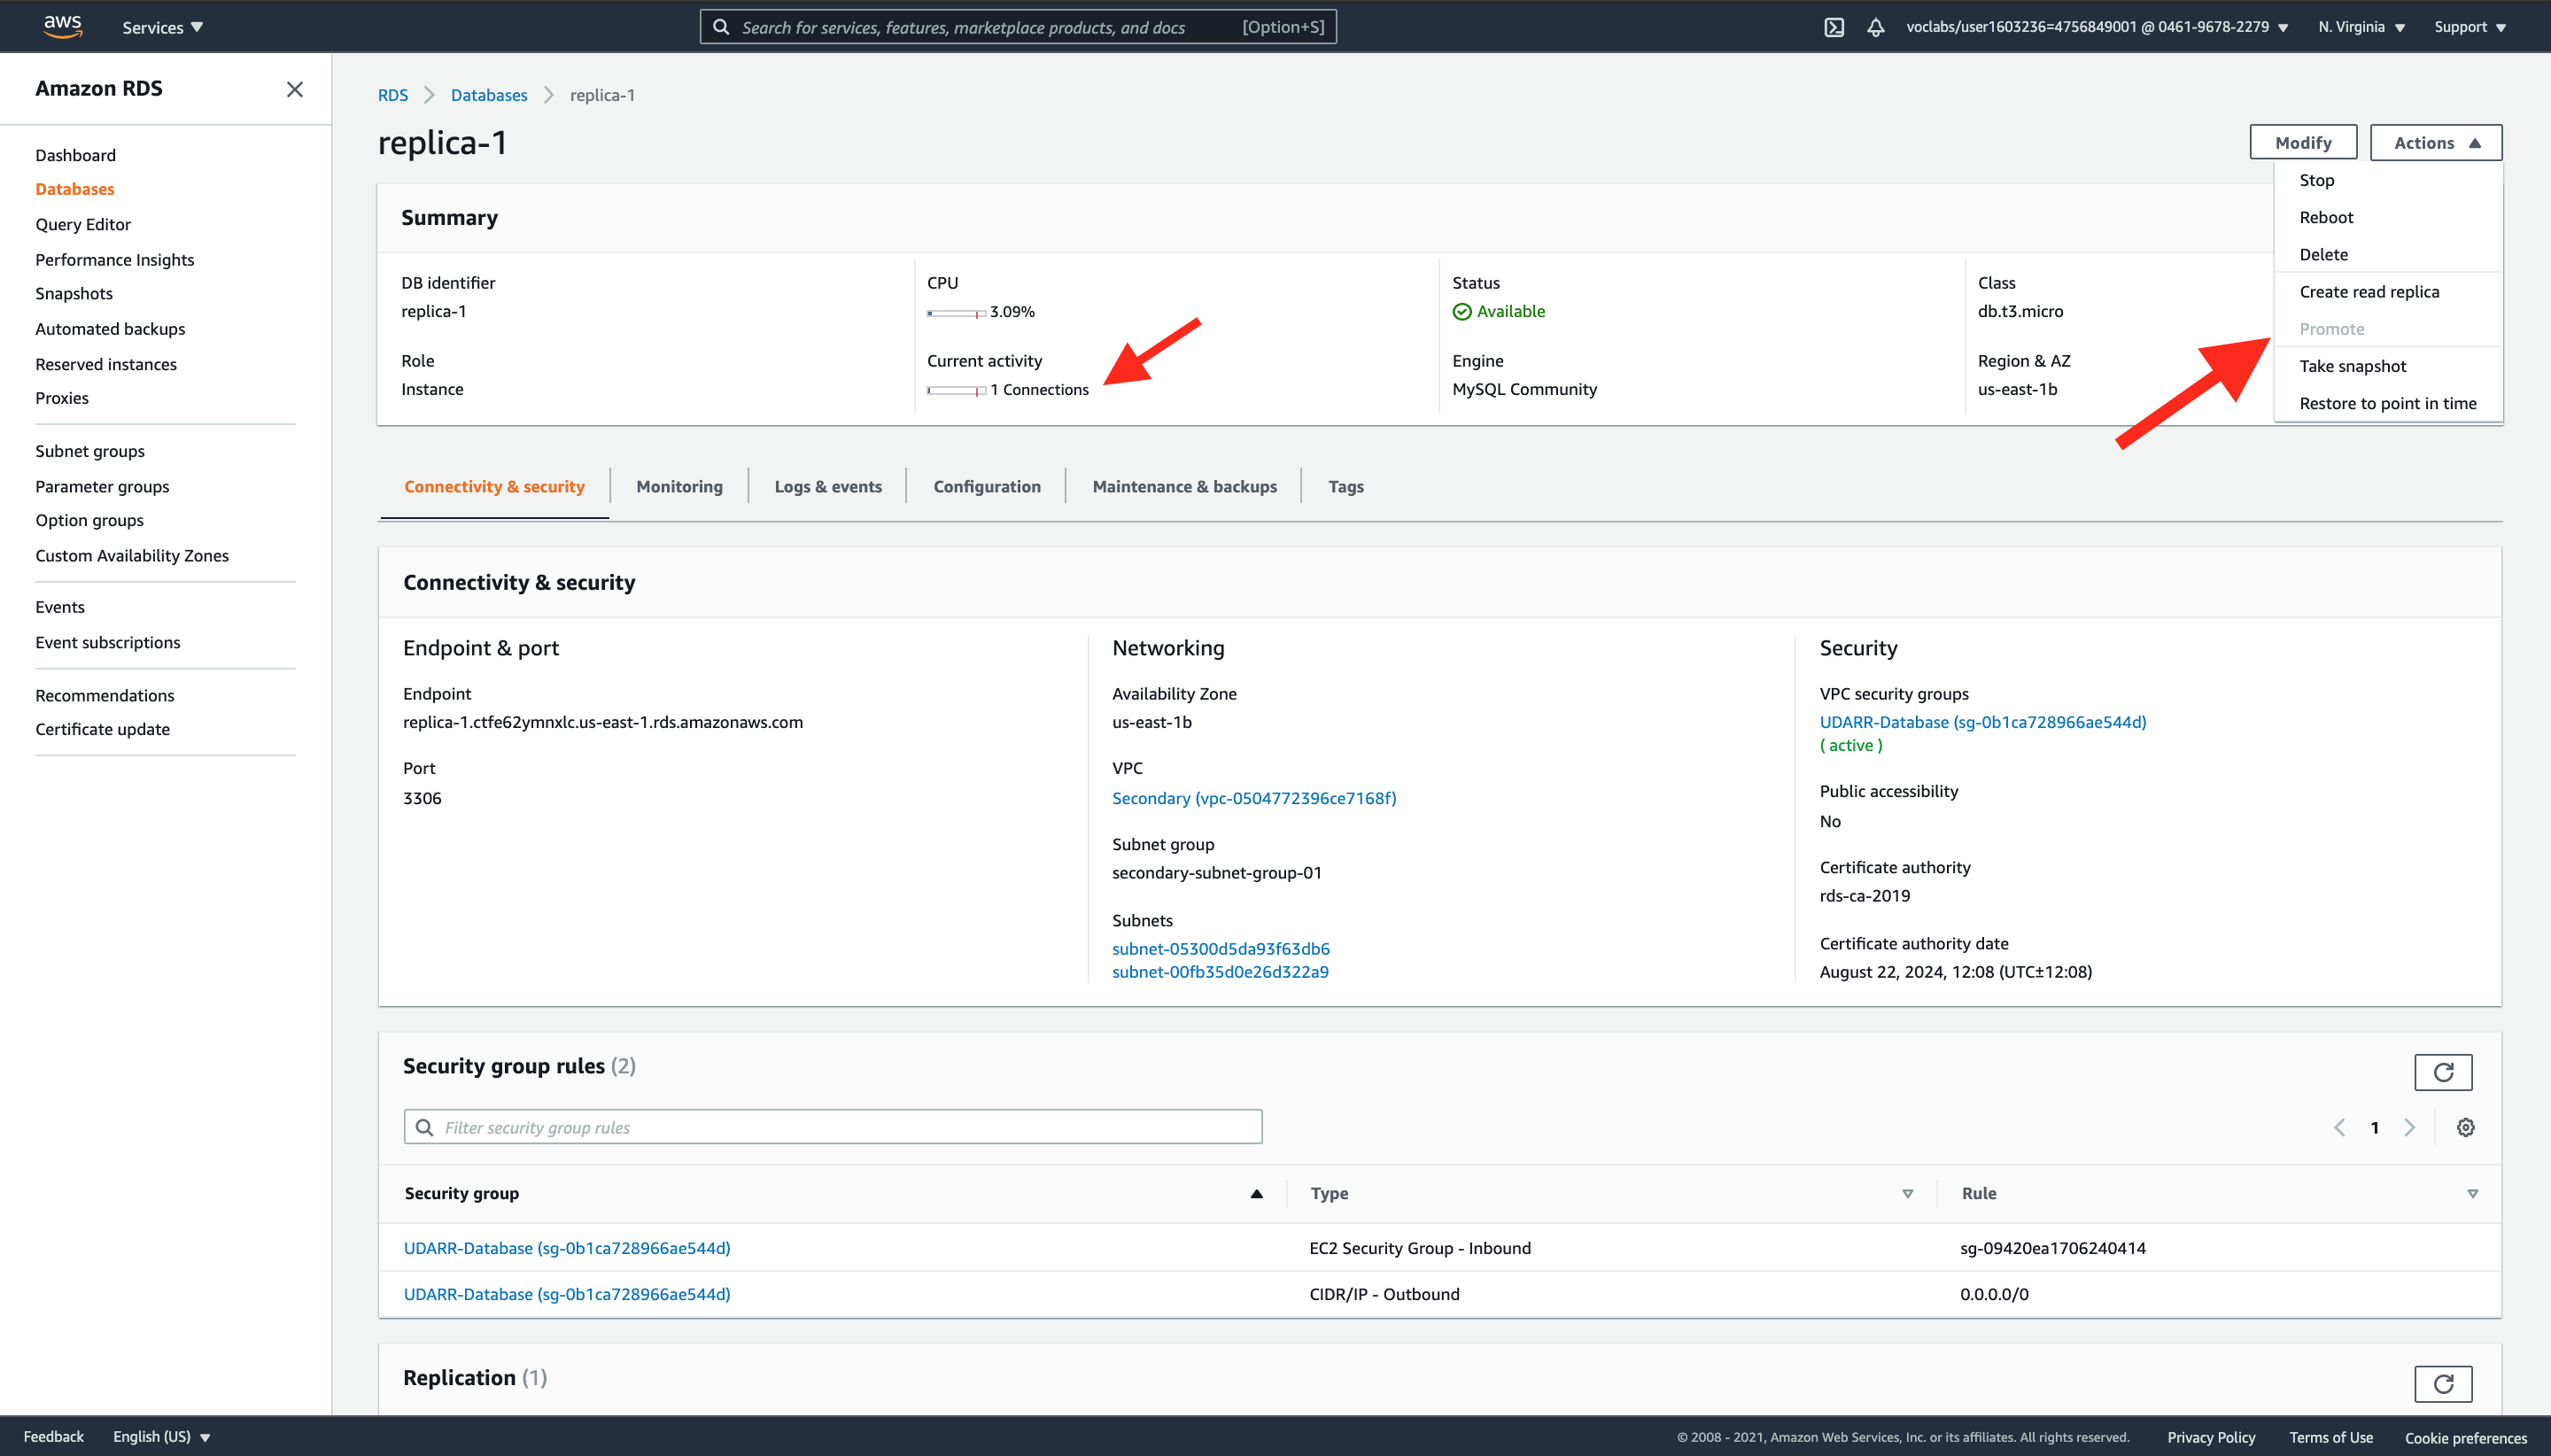 aws
Services
Search for services, features, marketplace products, and docs
[Option+S]
voclabs/user1603236=4756849001 @ 0461-9678-2279
N. Virginia
Support
Amazon RDS
Dashboard
Databases
Query Editor
Performance Insights
Snapshots
Automated backups
Reserved instances
Proxies
Subnet groups
Parameter groups
Option groups
Custom Availability Zones
Events
Event subscriptions
Recommendations
Certificate update
RDS
Databases
replica-1
replica-1
Modify
Actions
Stop
Reboot
Delete
Create read replica
Promote
Take snapshot
Restore to point in time
Summary
DB identifier
replica-1
CPU
3.09%
Status
Available
Class
db.t3.micro
Role
Instance
Current activity
1 Connections
Engine
MySQL Community
Region & AZ
us-east-1b
Connectivity & security
Monitoring
Logs & events
Configuration
Maintenance & backups
Tags
Connectivity & security
Endpoint & port
Endpoint
replica-1.ctfe62ymnxlc.us-east-1.rds.amazonaws.com
Port
3306
Networking
Availability Zone
us-east-1b
VPC
Secondary (vpc-0504772396ce7168f)
Subnet group
secondary-subnet-group-01
Subnets
subnet-05300d5da93f63db6
subnet-00fb35d0e26d322a9
Security
VPC security groups
UDARR-Database (sg-0b1ca728966ae544d)
( active )
Public accessibility
No
Certificate authority
rds-ca-2019
Certificate authority date
August 22, 2024, 12:08 (UTC±12:08)
Security group rules (2)
Filter security group rules
1
Security group
Type
Rule
UDARR-Database (sg-0b1ca728966ae544d)
EC2 Security Group - Inbound
sg-09420ea1706240414
UDARR-Database (sg-0b1ca728966ae544d)
CIDR/IP - Outbound
0.0.0.0/0
Replication (1)
Feedback
English (US)
© 2008 - 2021, Amazon Web Services, Inc. or its affiliates. All rights reserved.
Privacy Policy
Terms of Use
Cookie preferences